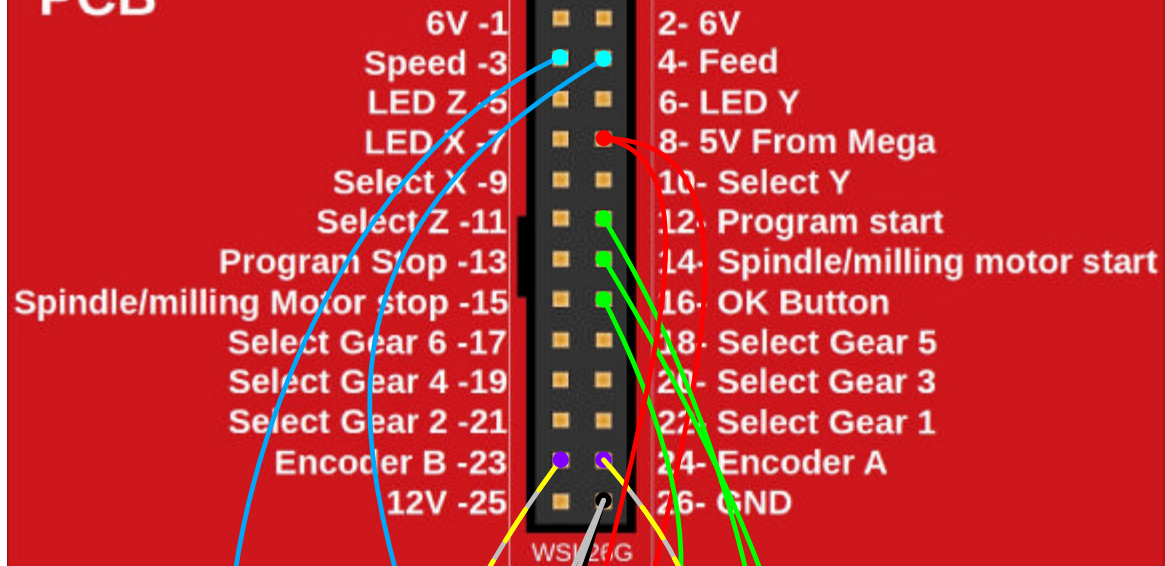 PCB
6V -1 2- 6V
Speed -3 4- Feed
LED Z -5 6- LED Y
LED X -7 8- 5V From Mega
Select X -9 10- Select Y
Select Z -11 12- Program start
Program Stop -13 14- Spindle/milling motor start
Spindle/milling Motor stop -15 16- OK Button
Select Gear 6 -17 18- Select Gear 5
Select Gear 4 -19 20- Select Gear 3
Select Gear 2 -21 22- Select Gear 1
Encoder B -23 24- Encoder A
12V -25 26- GND
WSL 26G